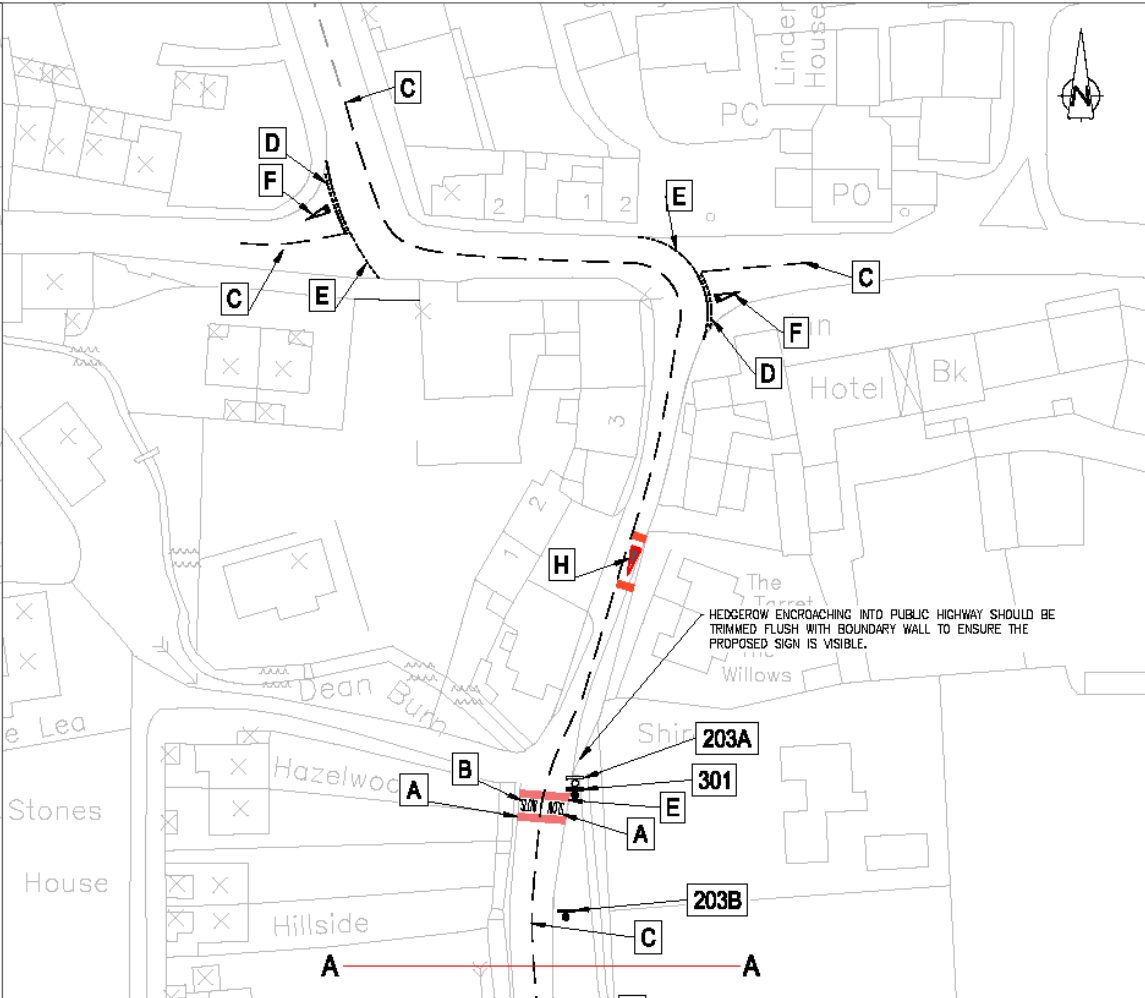 Linden
House
N
C
PC
D
F
2
1
2
E
PO
C
E
C
F
D
Hotel
Bk
3
2
1
H
The
HEDGEROW ENCROACHING INTO PUBLIC HIGHWAY SHOULD BE
TRIMMED FLUSH WITH BOUNDARY WALL TO ENSURE THE
PROPOSED SIGN IS VISIBLE.
Willows
Dean Burn
e Lea
203A
B
301
A
E
SLOW
A
Stones
House
Hillside
203B
C
A
A